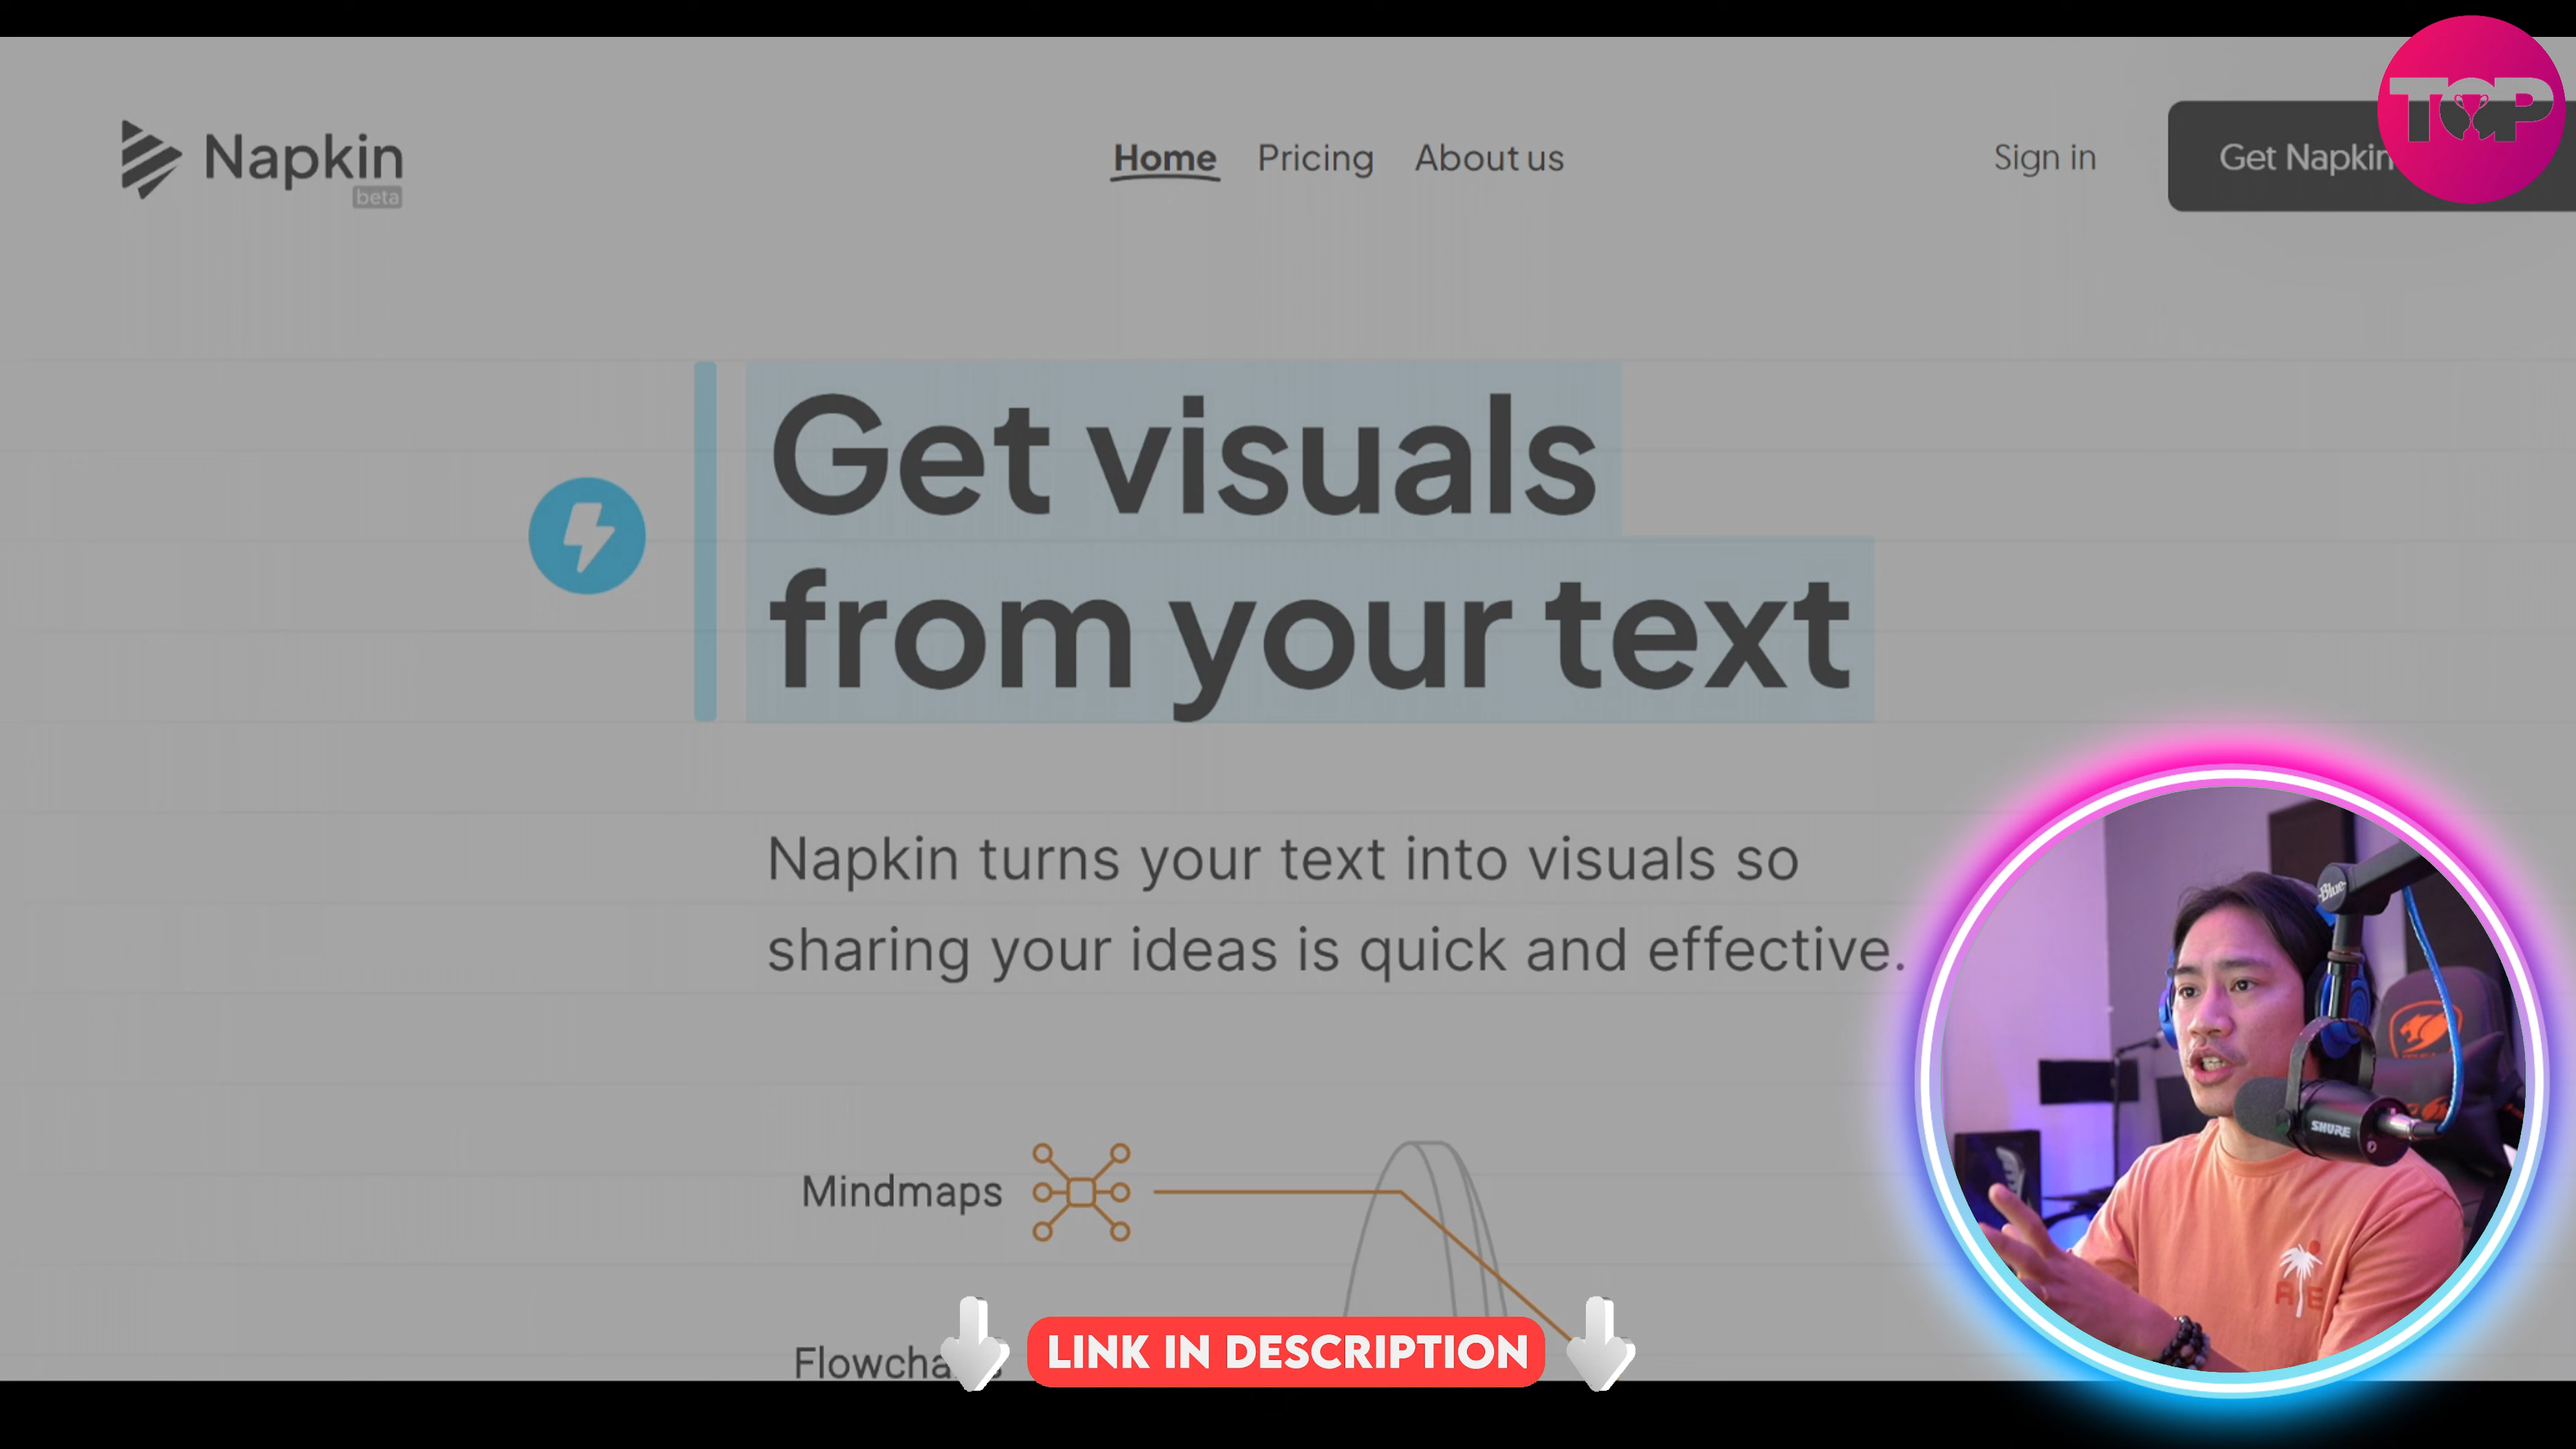 Napkin
beta
Home
Pricing
About us
Sign in
Get Napkin
TOP
Get visuals
from your text
Napkin turns your text into visuals so
sharing your ideas is quick and effective.
Mindmaps
LINK IN DESCRIPTION
Blue
SHURE